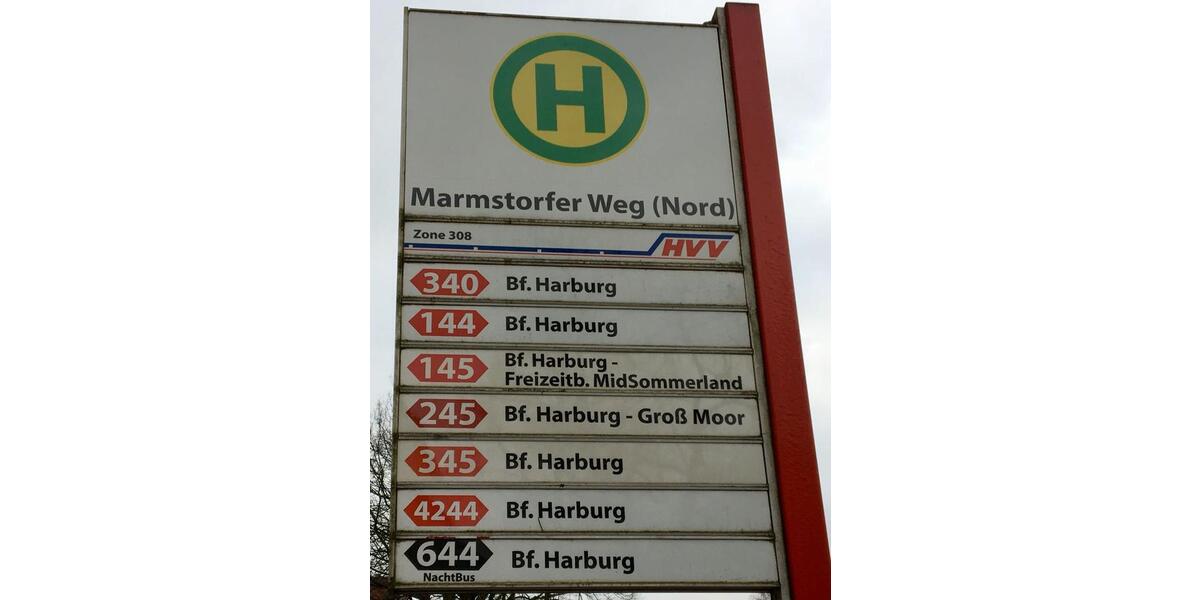 H
Marmstorfer Weg (Nord)
Zone 308
HVV
340 Bf. Harburg
144 Bf. Harburg
145 Bf. Harburg -
Freizeitb. MidSommerland
245 Bf. Harburg - Groß Moor
345 Bf. Harburg
4244 Bf. Harburg
644 Bf. Harburg
NachtBus